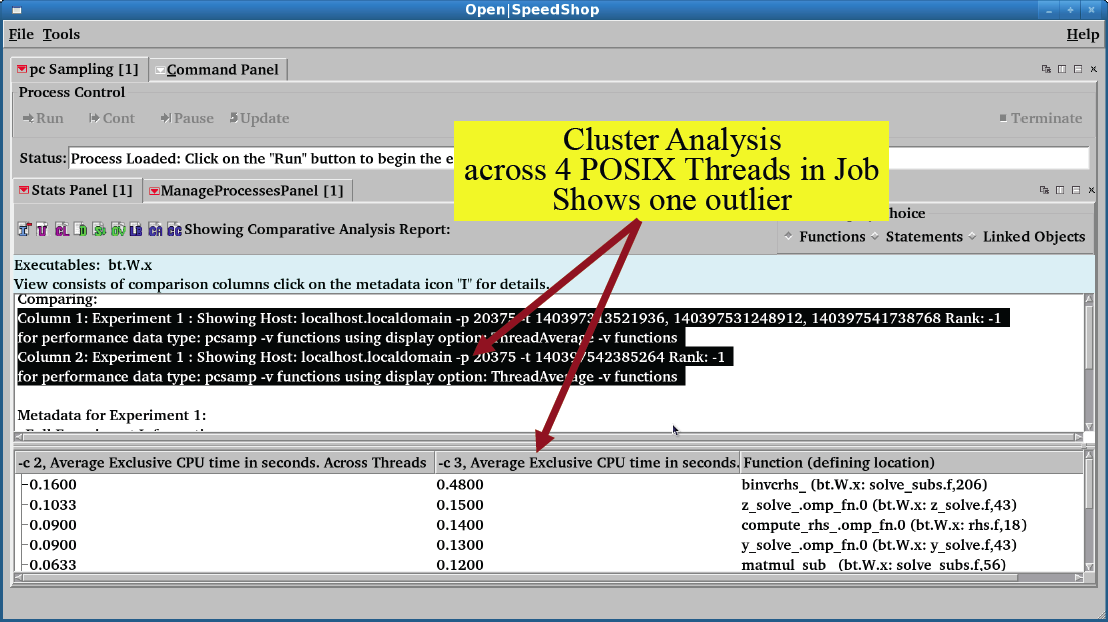 Open|SpeedShop
File Tools Help
pc Sampling [1] Command Panel
Process Control
Run Cont Pause Update Terminate
Status: Process Loaded: Click on the "Run" button to begin the e
Cluster Analysis
across 4 POSIX Threads in Job
Shows one outlier
Stats Panel [1] ManageProcessesPanel [1]
I U CL D OV LB CA CC Showing Comparative Analysis Report:
hoice
Functions Statements Linked Objects
Executables: bt.W.x
View consists of comparison columns click on the metadata icon "I" for details.
Comparing:
Column 1: Experiment 1 : Showing Host: localhost.localdomain -p 20375 -t 140397313521936, 140397531248912, 140397541738768 Rank: -1
for performance data type: pcsamp -v functions using display option: ThreadAverage -v functions
Column 2: Experiment 1 : Showing Host: localhost.localdomain -p 20375 -t 140397542385264 Rank: -1
for performance data type: pcsamp -v functions using display option: ThreadAverage -v functions
Metadata for Experiment 1:
-c 2, Average Exclusive CPU time in seconds. Across Threads -c 3, Average Exclusive CPU time in seconds. Function (defining location)
0.1600 0.4800 binvcrhs_ (bt.W.x: solve_subs.f,206)
0.1033 0.1500 z_solve_.omp_fn.0 (bt.W.x: z_solve.f,43)
0.0900 0.1400 compute_rhs_.omp_fn.0 (bt.W.x: rhs.f,18)
0.0900 0.1300 y_solve_.omp_fn.0 (bt.W.x: y_solve.f,43)
0.0633 0.1200 matmul_sub_ (bt.W.x: solve_subs.f,56)